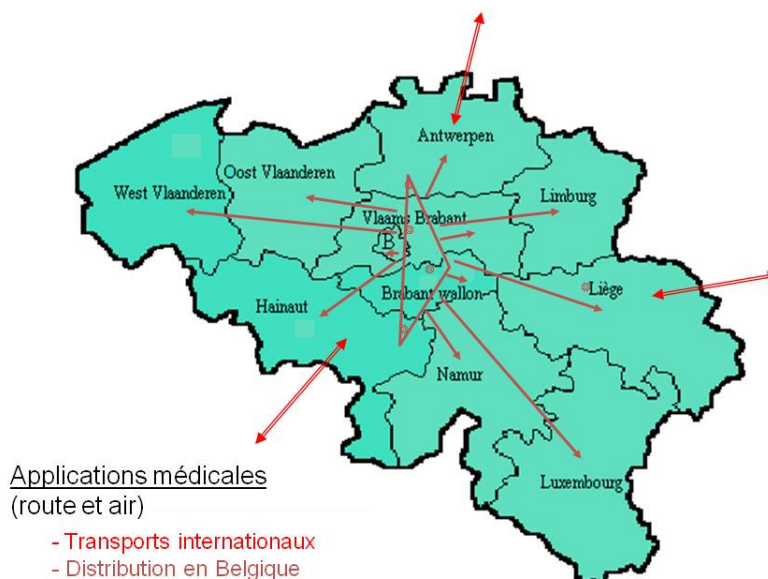 Antwerpen
Oost Vlaanderen
West Vlaanderen
Limburg
Vlaams Brabant
B
Brabant wallon
Liège
Hainaut
Namur
Luxembourg
Applications médicales
(route et air)
- Transports internationaux
- Distribution en Belgique